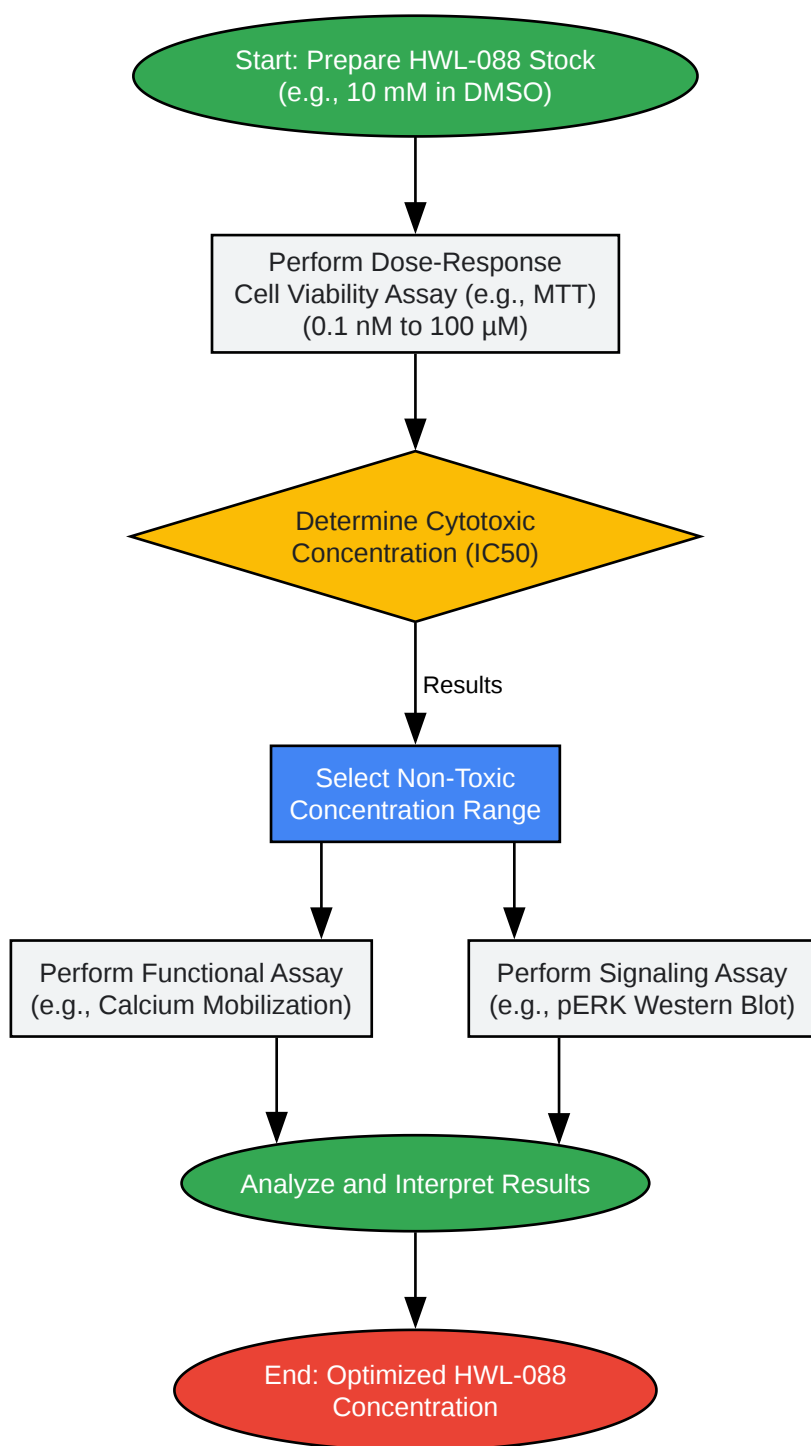 Start: Prepare HWL-088 Stock
(e.g., 10 mM in DMSO)
Perform Dose-Response
Cell Viability Assay (e.g., MTT)
(0.1 nM to 100 µM)
Determine Cytotoxic
Concentration (IC50)
Results
Select Non-Toxic
Concentration Range
Perform Functional Assay
(e.g., Calcium Mobilization)
Perform Signaling Assay
(e.g., pERK Western Blot)
Analyze and Interpret Results
End: Optimized HWL-088
Concentration